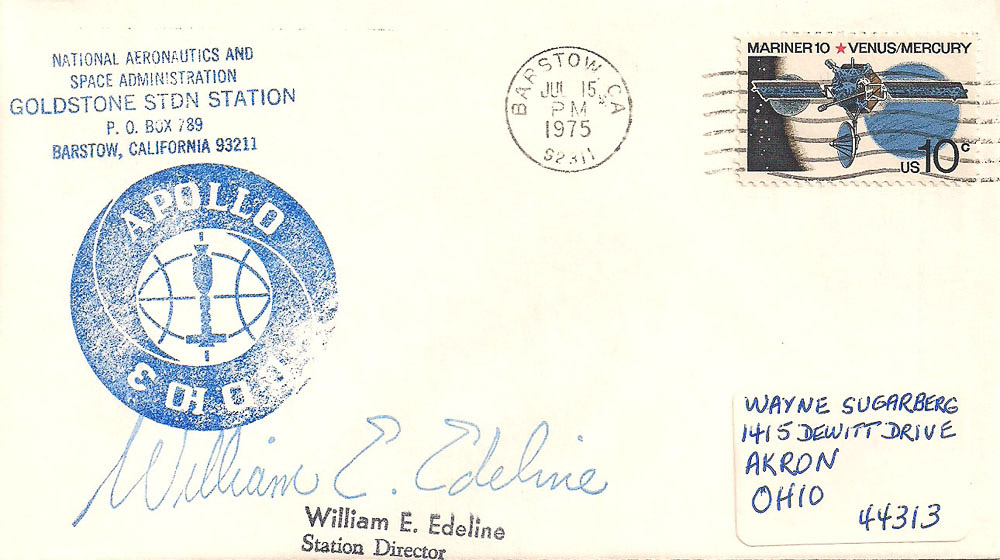 NATIONAL AERONAUTICS AND
SPACE ADMINISTRATION
GOLDSTONE STDN STATION
P. O. BOX 789
BARSTOW, CALIFORNIA 93211
BARSTOW, CA
JUL 15
PM
1975
92311
MARINER 10 ★ VENUS/MERCURY
US 10c
APOLLO
СОЮЗ
William E. Edeline
William E. Edeline
Station Director
WAYNE SUGARBERG
1415 DEWITT DRIVE
AKRON
OHIO
44313